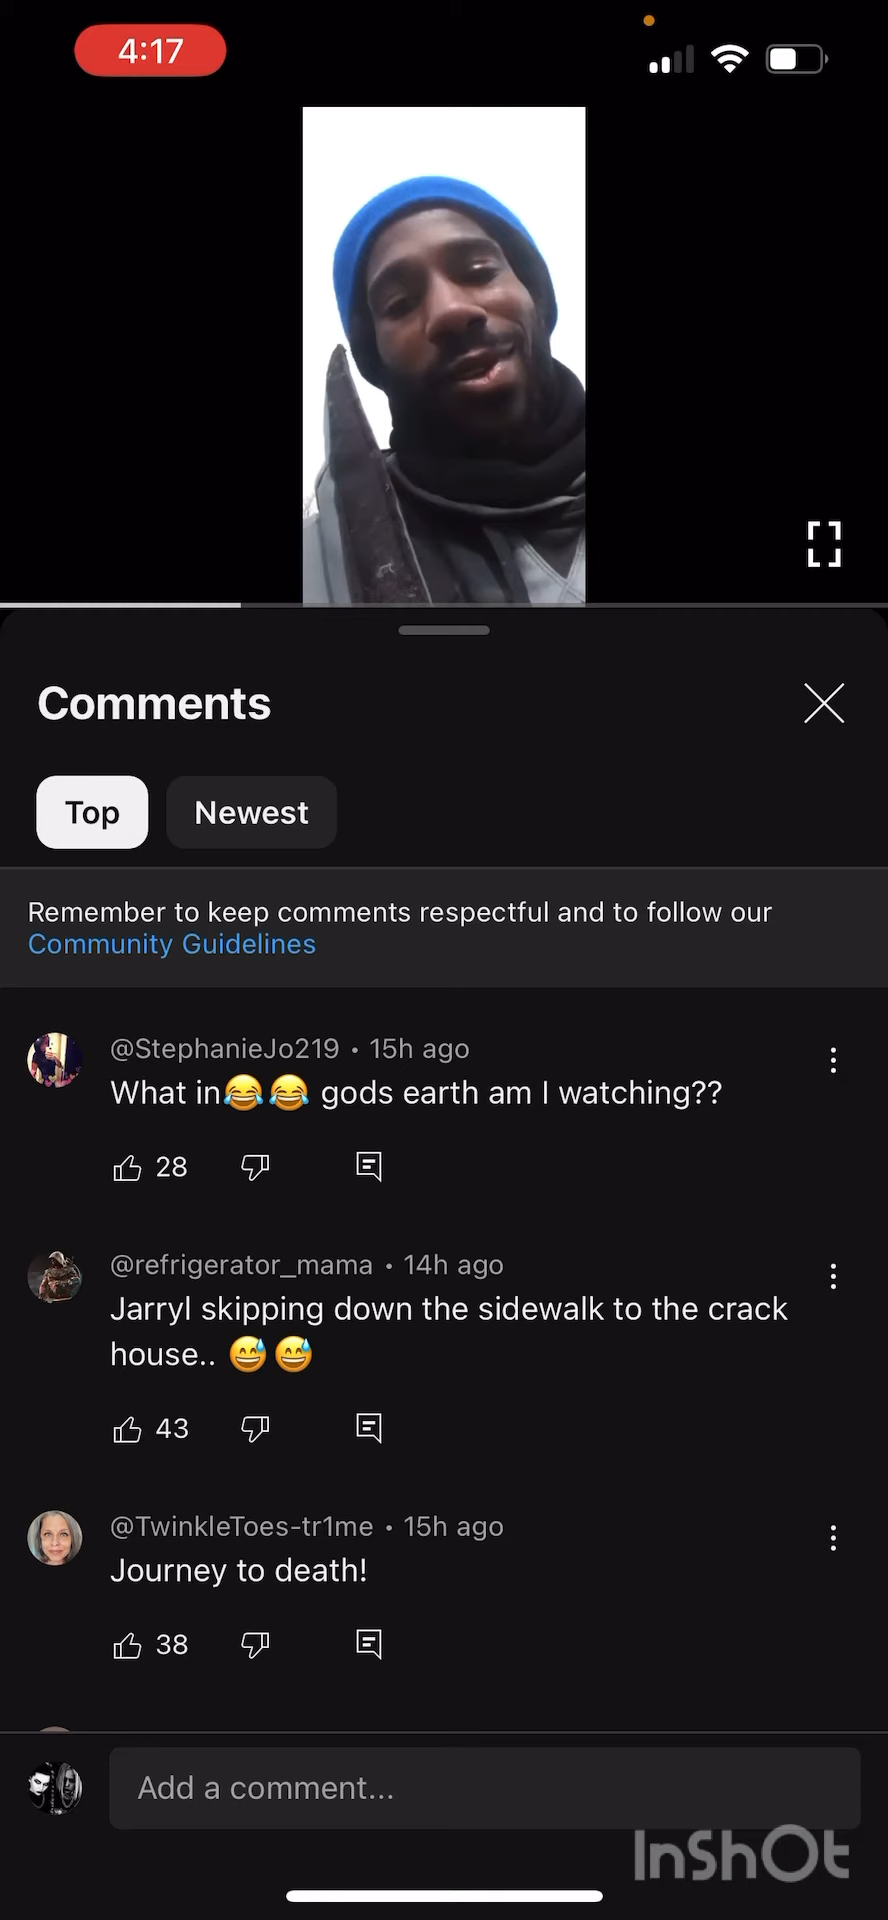 4:17
Comments
Top
Newest
Remember to keep comments respectful and to follow our
Community Guidelines
@StephanieJo219 • 15h ago
What in😂😂 gods earth am I watching??
28
@refrigerator_mama • 14h ago
Jarryl skipping down the sidewalk to the crack
house.. 😅😅
43
@TwinkleToes-tr1me • 15h ago
Journey to death!
38
Add a comment...
InShOt